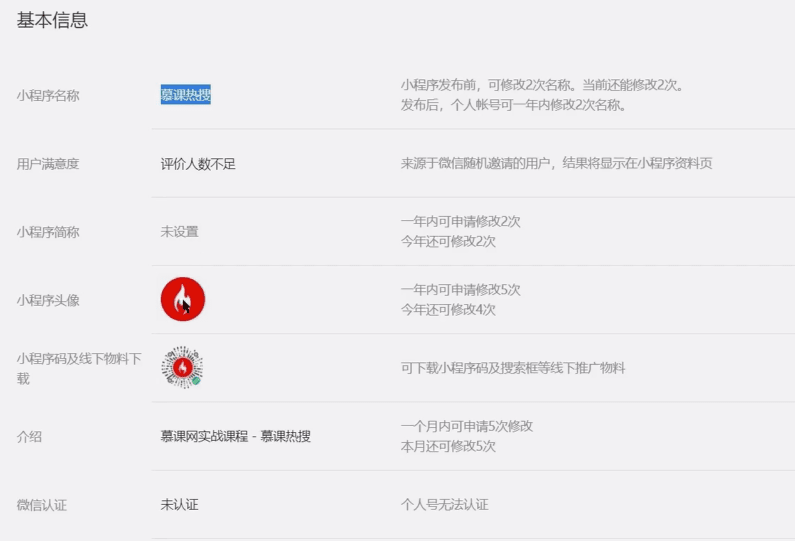 基本信息
小程序名称
慕课热搜
小程序发布前，可修改2次名称。当前还能修改2次。
发布后，个人帐号可一年内修改2次名称。
用户满意度
评价人数不足
来源于微信随机邀请的用户，结果将显示在小程序资料页
小程序简称
未设置
一年内可申请修改2次
今年还可修改2次
小程序头像
一年内可申请修改5次
今年还可修改4次
小程序码及线下物料下
载
可下载小程序码及搜索框等线下推广物料
介绍
慕课网实战课程 - 慕课热搜
一个月内可申请5次修改
本月还可修改5次
微信认证
未认证
个人号无法认证